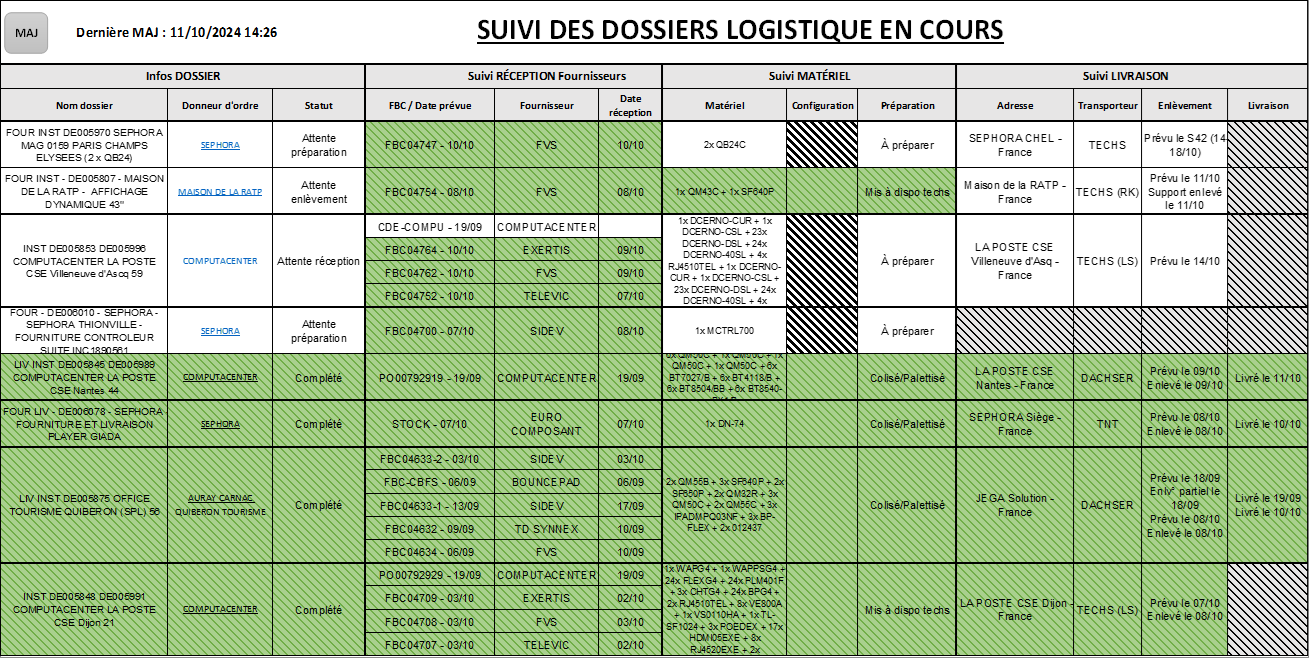 MAJ
Dernière MAJ : 11/10/2024 14:26
SUIVI DES DOSSIERS LOGISTIQUE EN COURS
Infos DOSSIER
Suivi RÉCEPTION Fournisseurs
Suivi MATÉRIEL
Suivi LIVRAISON
Nom dossier
Donneur d'ordre
Statut
FBC / Date prévue
Fournisseur
Date
réception
Matériel
Configuration
Préparation
Adresse
Transporteur
Enlèvement
Livraison
FOUR INST DE005970 SEPHORA
MAG 0159 PARIS CHAMPS
ELYSEES (2 x QB24)
SEPHORA
Attente
préparation
FBC04747 - 10/10
FVS
10/10
2x QB24C
À préparer
SEPHORA CHEL -
France
TECHS
Prévu le S42 (14
18/10)
FOUR INST - DE005807 - MAISON
DE LA RATP - AFFICHAGE
DYNAMIQUE 43"
MAISON DE LA RATP
Attente
enlèvement
FBC04754 - 08/10
FVS
08/10
1x QM43C + 1x SF640P
Mis à dispo techs
Maison de la RATP -
France
TECHS (RK)
Prévu le 11/10
Support enlevé
le 11/10
INST DE005853 DE005996
COMPUTACENTER LA POSTE
CSE Villeneuve d'Ascq 59
COMPUTACENTER
Attente réception
CDE-COMPU - 19/09
COMPUTACENTER
FBC04764 - 10/10
EXERTIS
09/10
FBC04762 - 10/10
FVS
09/10
FBC04752 - 10/10
TELEVIC
07/10
1x DCERNO-CUR + 1x
DCERNO-CSL + 23x
DCERNO-DSL + 24x
DCERNO-40SL + 4x
RJ4510TEL + 1x DCERNO-
CUR + 1x DCERNO-CSL +
23x DCERNO-DSL + 24x
DCERNO-40SL + 4x
À préparer
LA POSTE CSE
Villeneuve d'Asq -
France
TECHS (LS)
Prévu le 14/10
FOUR - DE006010 - SEPHORA -
SEPHORA THIONVILLE -
FOURNITURE CONTROLEUR
SUITE INC1890561
SEPHORA
Attente
préparation
FBC04700 - 07/10
SIDEV
08/10
1x MCTRL700
À préparer
LIV INST DE005845 DE005989
COMPUTACENTER LA POSTE
CSE Nantes 44
COMPUTACENTER
Complété
PO00792919 - 19/09
COMPUTACENTER
19/09
QM50C + 1x QM50C + 6x
BT7027/B + 6x BT4118/B +
6x BT8504/BB + 6x BT8540-
Colisé/Palettisé
LA POSTE CSE
Nantes - France
DACHSER
Prévu le 09/10
Enlevé le 09/10
Livré le 11/10
FOUR LIV - DE006078 - SEPHORA -
FOURNITURE ET LIVRAISON
PLAYER GIADA
SEPHORA
Complété
STOCK - 07/10
EURO
COMPOSANT
07/10
1x DN-74
Colisé/Palettisé
SEPHORA Siège -
France
TNT
Prévu le 08/10
Enlevé le 08/10
Livré le 10/10
LIV INST DE005875 OFFICE
TOURISME QUIBERON (SPL) 56
AURAY CARNAC
QUIBERON TOURISME
Complété
FBC04633-2 - 03/10
SIDEV
03/10
FBC-CBFS - 06/09
BOUNCEPAD
06/09
FBC04633-1 - 13/09
SIDEV
17/09
FBC04632 - 09/09
TD SYNNEX
10/09
FBC04634 - 06/09
FVS
10/09
2x QM55B + 3x SF640P + 2x
SF650P + 2x QM32R + 3x
QM50C + 2x QM55C + 3x
IPADMPQ03NF + 3x BP-
FLEX + 2x 012437
Colisé/Palettisé
JEGA Solution -
France
DACHSER
Prévu le 18/09
Enlv° partiel le
18/09
Prévu le 08/10
Enlevé le 08/10
Livré le 19/09
Livré le 10/10
INST DE005848 DE005991
COMPUTACENTER LA POSTE
CSE Dijon 21
COMPUTACENTER
Complété
PO00792929 - 19/09
COMPUTACENTER
19/09
FBC04709 - 03/10
EXERTIS
02/10
FBC04708 - 03/10
FVS
03/10
FBC04707 - 03/10
TELEVIC
02/10
1x WAPG4 + 1x WAPPSG4 +
24x FLEXG4 + 24x PLM401F
+ 3x CHTG4 + 24x BPG4 +
2x RJ4510TEL + 8x VE800A
+ 1x VS0110HA + 1x TL-
SF1024 + 3x POEDEX + 17x
HDMI05EXE + 8x
RJ4520EXE + 2x
Mis à dispo techs
LA POSTE CSE Dijon -
France
TECHS (LS)
Prévu le 07/10
Enlevé le 08/10